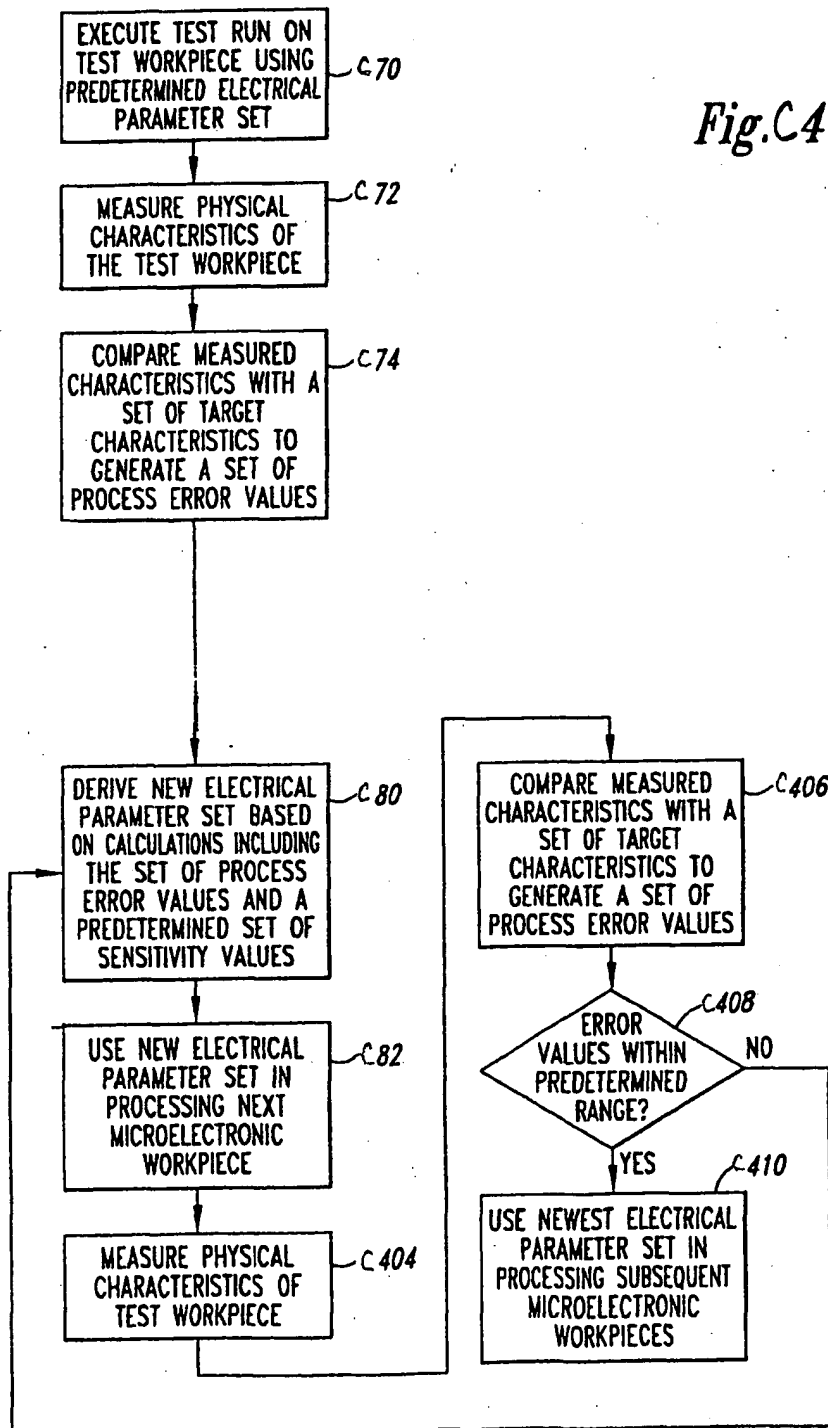 EXECUTE TEST RUN ON
TEST WORKPIECE USING
PREDETERMINED ELECTRICAL
PARAMETER SET
C70
Fig.C4
MEASURE PHYSICAL
CHARACTERISTICS OF
THE TEST WORKPIECE
C72
COMPARE MEASURED
CHARACTERISTICS WITH A
SET OF TARGET
CHARACTERISTICS TO
GENERATE A SET OF
PROCESS ERROR VALUES
C74
DERIVE NEW ELECTRICAL
PARAMETER SET BASED
ON CALCULATIONS INCLUDING
THE SET OF PROCESS
ERROR VALUES AND A
PREDETERMINED SET OF
SENSITIVITY VALUES
C80
USE NEW ELECTRICAL
PARAMETER SET IN
PROCESSING NEXT
MICROELECTRONIC
WORKPIECE
C82
MEASURE PHYSICAL
CHARACTERISTICS OF
TEST WORKPIECE
C404
COMPARE MEASURED
CHARACTERISTICS WITH A
SET OF TARGET
CHARACTERISTICS TO
GENERATE A SET OF
PROCESS ERROR VALUES
C406
ERROR
VALUES WITHIN
PREDETERMINED
RANGE?
C408
NO
YES
USE NEWEST ELECTRICAL
PARAMETER SET IN
PROCESSING SUBSEQUENT
MICROELECTRONIC
WORKPIECES
C410